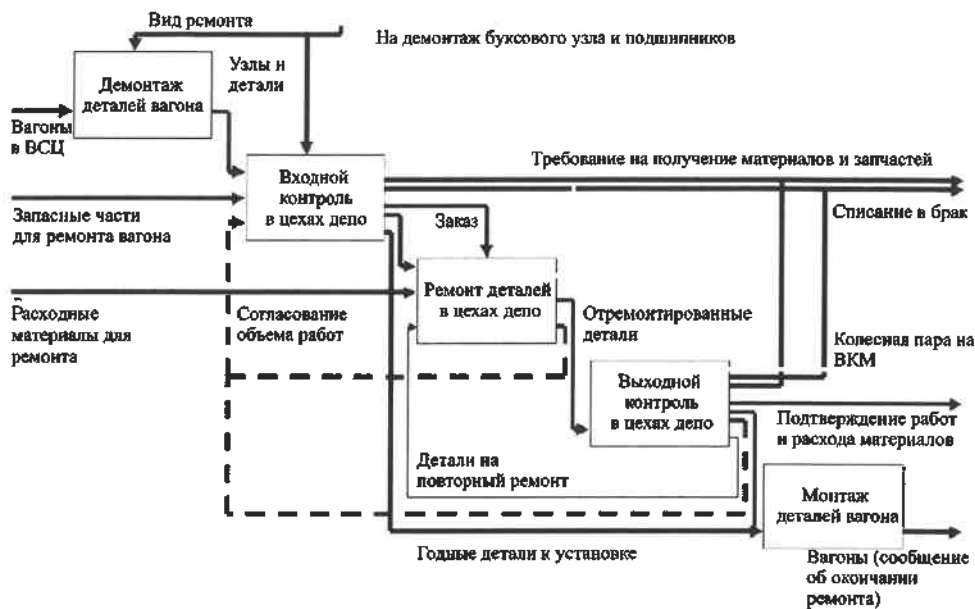 Вид ремонта
На демонтаж буксового узла и подшипников
Узлы и
детали
Демонтаж
деталей вагона
Вагоны
в ВСЦ
Требование на получение материалов и запчастей
Входной
контроль
в цехах депо
Запасные части
для ремонта вагона
Заказ
Списание в брак
Ремонт деталей
в цехах депо
Расходные
материалы для
ремонта
Согласование
объема работ
Отремонтированные
детали
Колесная пара на
ВКМ
Выходной
контроль
в цехах депо
Подтверждение работ
и расхода материалов
Детали на
повторный ремонт
Монтаж
деталей вагона
Годные детали к установке
Вагоны (сообщение
об окончании
ремонта)